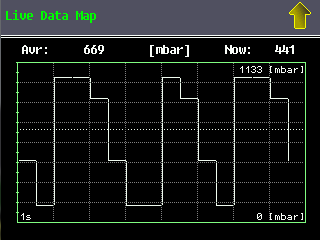 Live Data Map
Avr: 669 [mbar] Now: 441
1133 [mbar]
1s 0 [mbar]